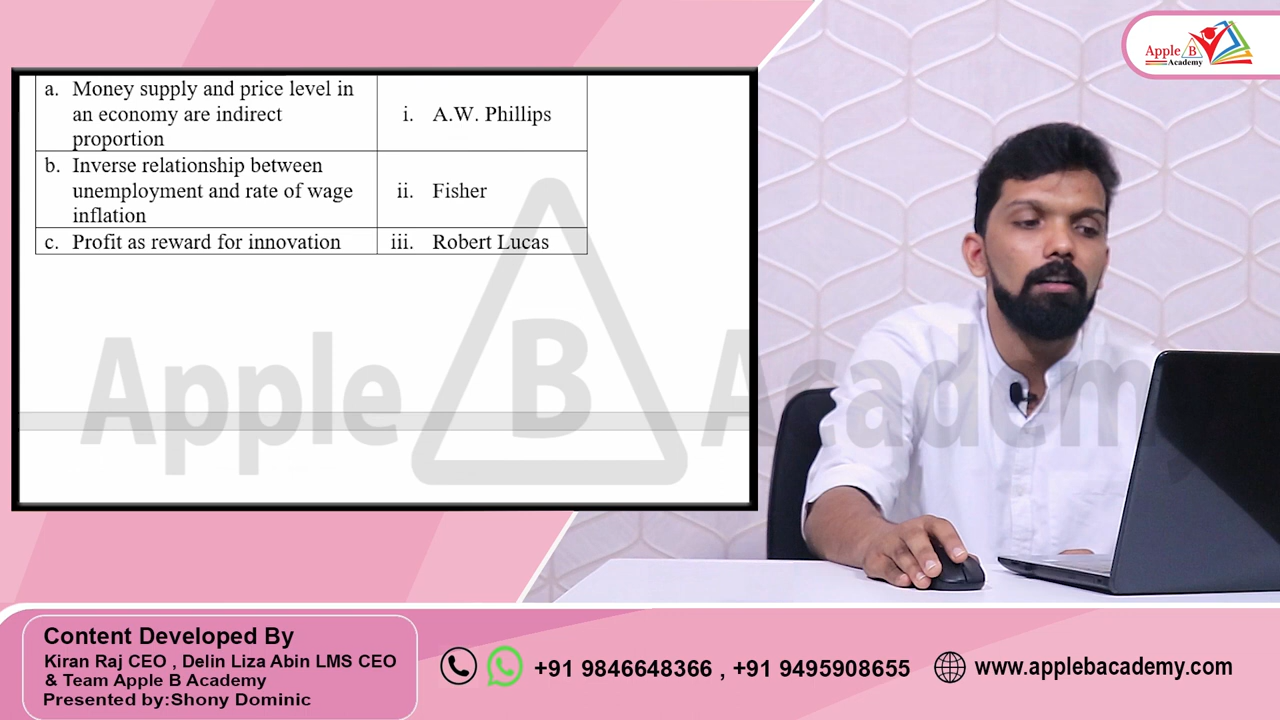 Apple B
Academy
a. Money supply and price level in
an economy are indirect
proportion
i. A.W. Phillips
b. Inverse relationship between
unemployment and rate of wage
inflation
ii. Fisher
c. Profit as reward for innovation
iii. Robert Lucas
Apple B Academy
Content Developed By
Kiran Raj CEO , Delin Liza Abin LMS CEO
& Team Apple B Academy
Presented by:Shony Dominic
+91 9846648366 , +91 9495908655
www.applebacademy.com